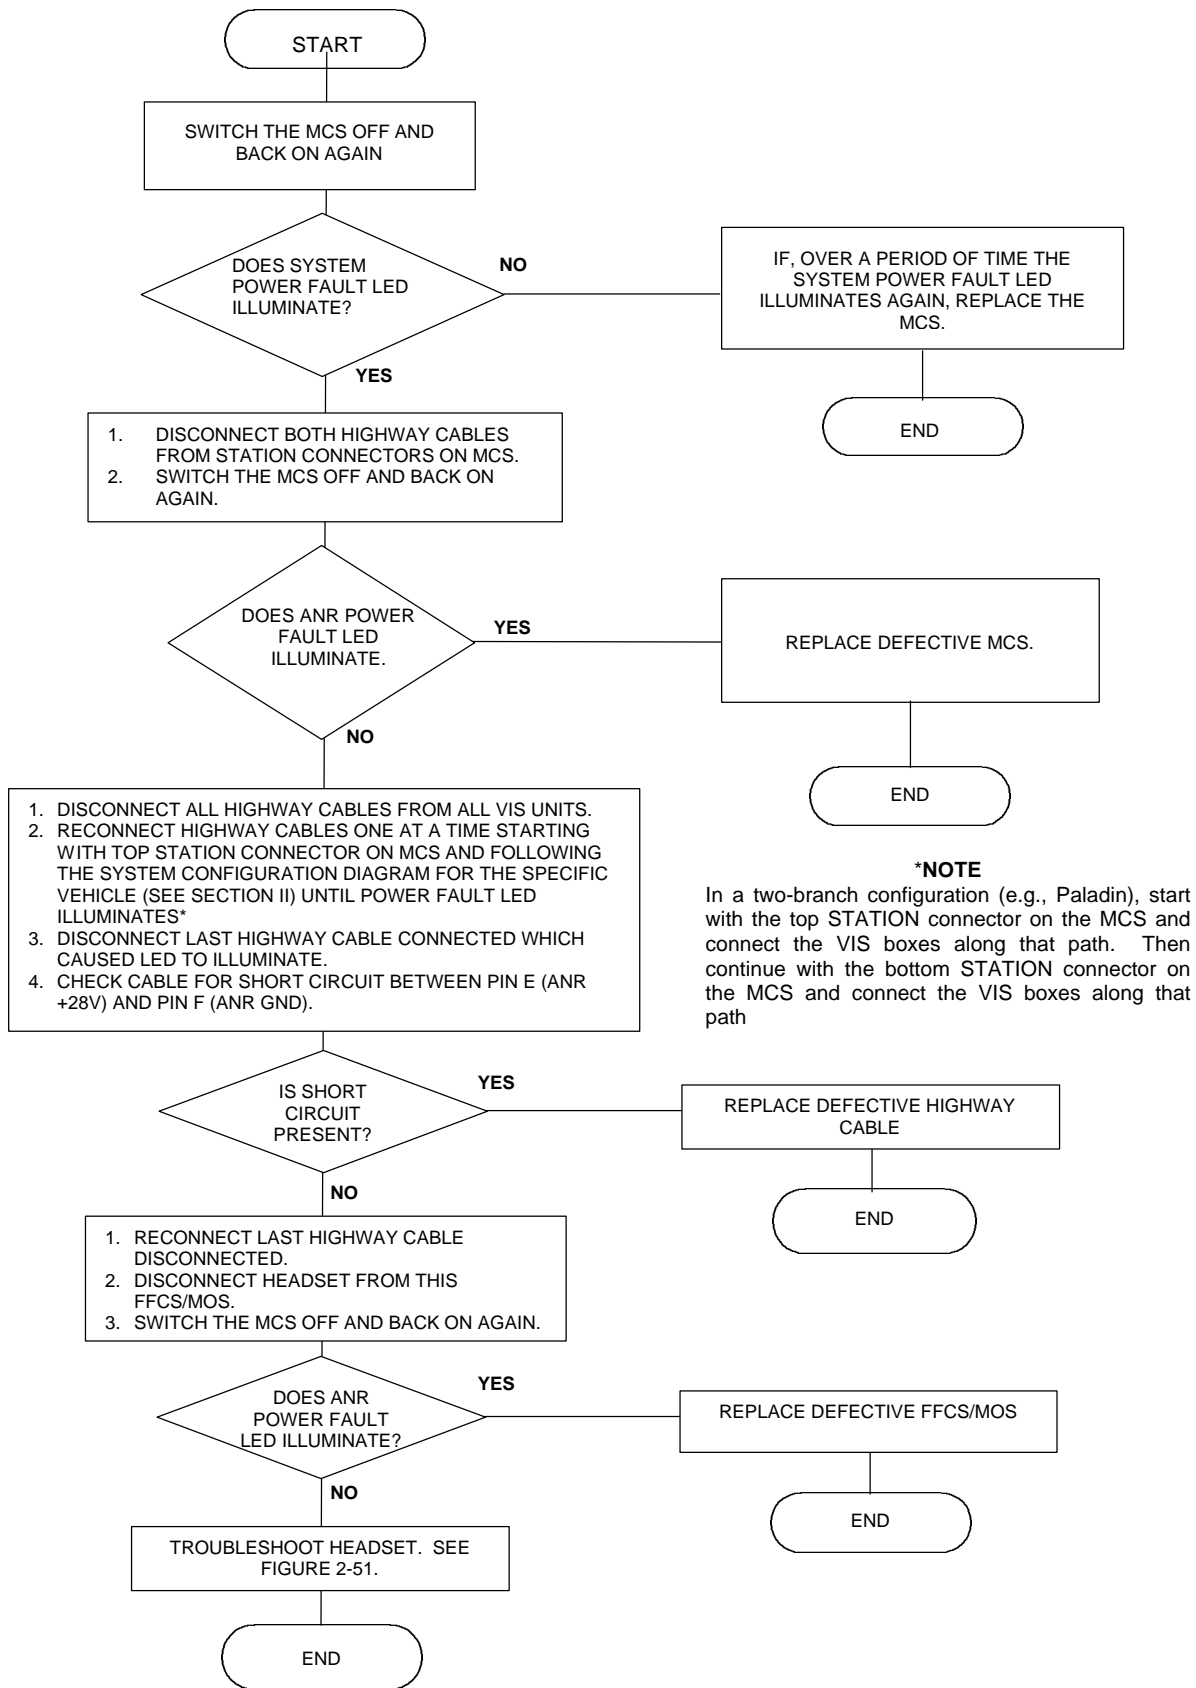 START
SWITCH THE MCS OFF AND
BACK ON AGAIN
DOES SYSTEM
POWER FAULT LED
ILLUMINATE?
NO
IF, OVER A PERIOD OF TIME THE
SYSTEM POWER FAULT LED
ILLUMINATES AGAIN, REPLACE THE
MCS.
END
YES
1. DISCONNECT BOTH HIGHWAY CABLES
FROM STATION CONNECTORS ON MCS.
2. SWITCH THE MCS OFF AND BACK ON
AGAIN.
DOES ANR POWER
FAULT LED
ILLUMINATE.
YES
REPLACE DEFECTIVE MCS.
END
NO
1. DISCONNECT ALL HIGHWAY CABLES FROM ALL VIS UNITS.
2. RECONNECT HIGHWAY CABLES ONE AT A TIME STARTING
WITH TOP STATION CONNECTOR ON MCS AND FOLLOWING
THE SYSTEM CONFIGURATION DIAGRAM FOR THE SPECIFIC
VEHICLE (SEE SECTION II) UNTIL POWER FAULT LED
ILLUMINATES*
3. DISCONNECT LAST HIGHWAY CABLE CONNECTED WHICH
CAUSED LED TO ILLUMINATE.
4. CHECK CABLE FOR SHORT CIRCUIT BETWEEN PIN E (ANR
+28V) AND PIN F (ANR GND).
*NOTE
In a two-branch configuration (e.g., Paladin), start
with the top STATION connector on the MCS and
connect the VIS boxes along that path. Then
continue with the bottom STATION connector on
the MCS and connect the VIS boxes along that
path
IS SHORT
CIRCUIT
PRESENT?
YES
REPLACE DEFECTIVE HIGHWAY
CABLE
END
NO
1. RECONNECT LAST HIGHWAY CABLE
DISCONNECTED.
2. DISCONNECT HEADSET FROM THIS
FFCS/MOS.
3. SWITCH THE MCS OFF AND BACK ON AGAIN.
DOES ANR
POWER FAULT
LED ILLUMINATE?
YES
REPLACE DEFECTIVE FFCS/MOS
END
NO
TROUBLESHOOT HEADSET. SEE
FIGURE 2-51.
END